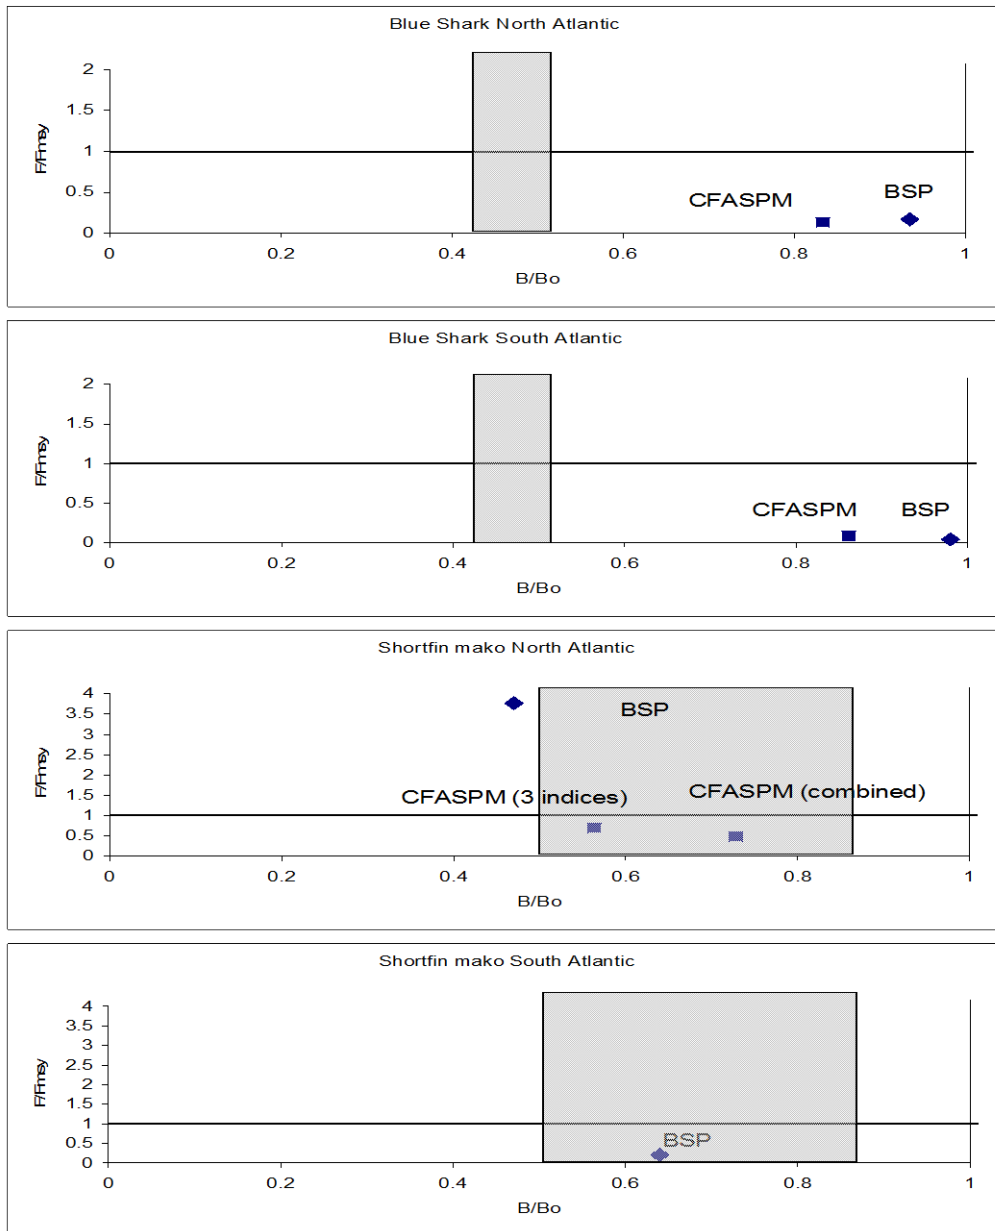 Blue Shark North Atlantic
2
1.5
1
0.5
0
F/Fmsy
CFASPM
BSP
0 0.2 0.4 0.6 0.8 1
B/Bo
Blue Shark South Atlantic
2
1.5
1
0.5
0
F/Fmsy
CFASPM
BSP
0 0.2 0.4 0.6 0.8 1
B/Bo
Shortfin mako North Atlantic
4
3.5
3
2.5
2
1.5
1
0.5
0
F/Fmsy
BSP
CFASPM (3 indices)
CFASPM (combined)
0 0.2 0.4 0.6 0.8 1
B/Bo
Shortfin mako South Atlantic
4
3.5
3
2.5
2
1.5
1
0.5
0
F/Fmsy
BSP
0 0.2 0.4 0.6 0.8 1
B/Bo